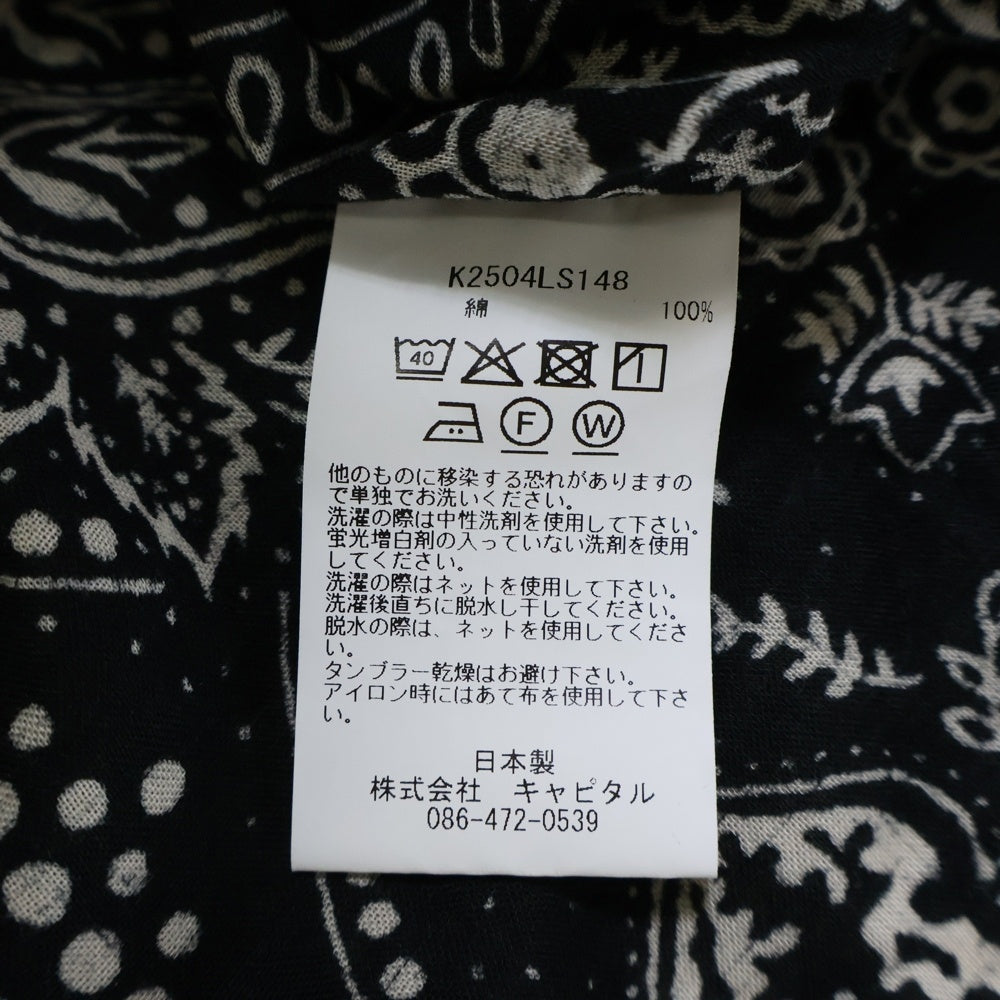 K2504LS148
綿 100%
40
F W
他のものに移染する恐れがありますの
で単独でお洗いください。
洗濯の際は中性洗剤を使用して下さい。
蛍光増白剤の入っていない洗剤を使用
してください。
洗濯の際はネットを使用して下さい。
洗濯後直ちに脱水し干してください。
脱水の際は、ネットを使用してくださ
い。
タンブラー乾燥はお避け下さい。
アイロン時にはあて布を使用して下さ
い。
日本製
株式会社 キャピタル
086-472-0539